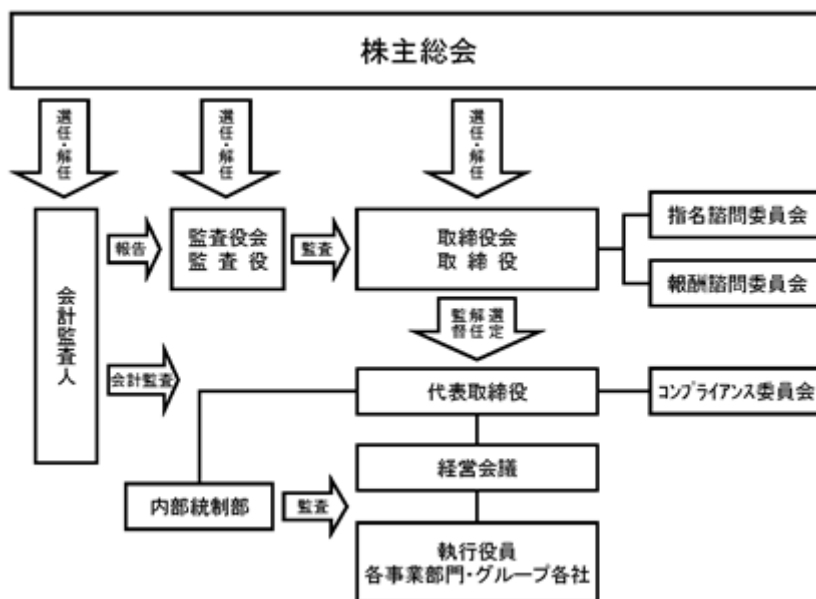 株主総会
選任・解任
選任・解任
選任・解任
会計監査人
報告
監査役会
監査役
監査
取締役会
取締役
指名諮問委員会
報酬諮問委員会
選定
解任
監督
会計監査
代表取締役
コンプライアンス委員会
経営会議
内部統制部
監査
執行役員
各事業部門・グループ各社